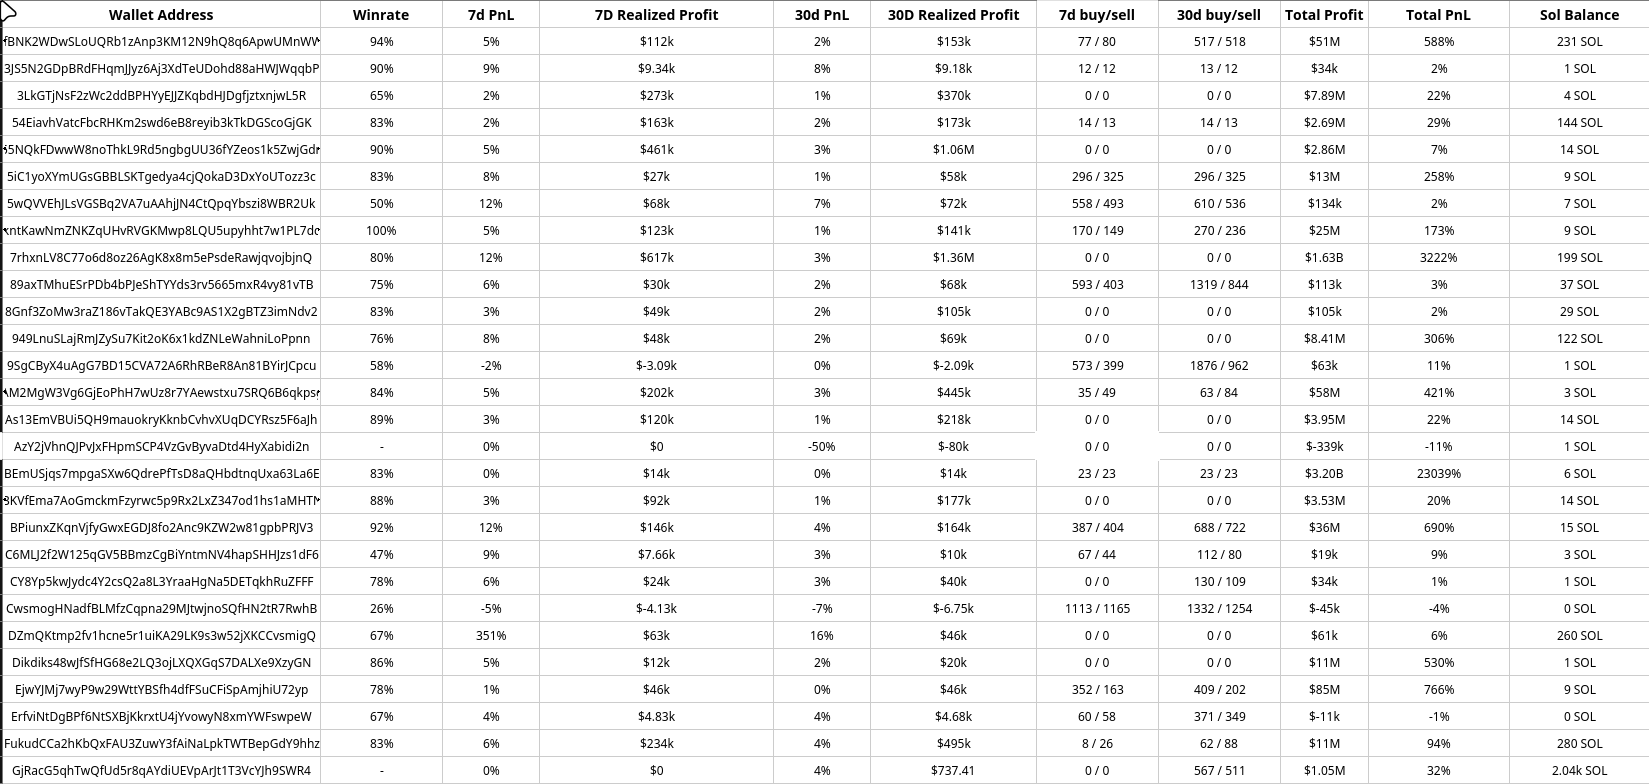 Wallet Address Winrate 7d PnL 7D Realized Profit 30d PnL 30D Realized Profit 7d buy/sell 30d buy/sell Total Profit Total PnL Sol Balance
fBNK2WDwSLoUQRb1zAnp3KM12N9hQ8q6ApwUMnWW 94% 5% $112k 2% $153k 77 / 80 517 / 518 $51M 588% 231 SOL
3JS5N2GDpBRdFHqmJJyz6Aj3XdTeUDohd88aHWJWqqbP 90% 9% $9.34k 8% $9.18k 12 / 12 13 / 12 $34k 2% 1 SOL
3LkGTjNsF2zWc2ddBPHYyEJJZKqbdHJDgfjztxnjwL5R 65% 2% $273k 1% $370k 0 / 0 0 / 0 $7.89M 22% 4 SOL
54EiavhVatcFbcRHKm2swd6eB8reyib3kTkDGScoGjGK 83% 2% $163k 2% $173k 14 / 13 14 / 13 $2.69M 29% 144 SOL
5NQkFDwwW8noThkL9Rd5ngbgUU36fYZeos1k5ZwjGdr 90% 5% $461k 3% $1.06M 0 / 0 0 / 0 $2.86M 7% 14 SOL
5iC1yoXYmUGsGBBLSKTgedya4cjQokaD3DxYoUTozz3c 83% 8% $27k 1% $58k 296 / 325 296 / 325 $13M 258% 9 SOL
5wQVVEhJLsVGSBq2VA7uAAhjJN4CtQpqYbszi8WBR2Uk 50% 12% $68k 7% $72k 558 / 493 610 / 536 $134k 2% 7 SOL
ntKawNmZNKZqUHvRVGKMwp8LQU5upyhht7w1PL7dc 100% 5% $123k 1% $141k 170 / 149 270 / 236 $25M 173% 9 SOL
7rhxnLV8C77o6d8oz26AgK8x8m5ePsdeRawjqvojbjnQ 80% 12% $617k 3% $1.36M 0 / 0 0 / 0 $1.63B 3222% 199 SOL
89axTMhuESrPDb4bPJeShTYYds3rv5665mxR4vy81vTB 75% 6% $30k 2% $68k 593 / 403 1319 / 844 $113k 3% 37 SOL
8Gnf3ZoMw3raZ186vTakQE3YABc9AS1X2gBTZ3imNdv2 83% 3% $49k 2% $105k 0 / 0 0 / 0 $105k 2% 29 SOL
949LnuSLajRmJZySu7Kit2oK6x1kdZNLeWahniLoPpnn 76% 8% $48k 2% $69k 0 / 0 0 / 0 $8.41M 306% 122 SOL
9SgCByX4uAgG7BD15CVA72A6RhRBeR8An81BYirJCpcu 58% -2% $-3.09k 0% $-2.09k 573 / 399 1876 / 962 $63k 11% 1 SOL
M2MgW3Vg6GjEoPhH7wUz8r7YAewstxu7SRQ6B6qkps 84% 5% $202k 3% $445k 35 / 49 63 / 84 $58M 421% 3 SOL
As13EmVBUi5QH9mauokryKknbCvhvXUqDCYRsz5F6aJh 89% 3% $120k 1% $218k 0 / 0 0 / 0 $3.95M 22% 14 SOL
AzY2jVhnQJPvJxFHpmSCP4VzGvByvaDtd4HyXabidi2n - 0% $0 -50% $-80k 0 / 0 0 / 0 $-339k -11% 1 SOL
BEmUSjqs7mpgaSXw6QdrePfTsD8aQHbdtnqUxa63La6E 83% 0% $14k 0% $14k 23 / 23 23 / 23 $3.20B 23039% 6 SOL
3KVfEma7AoGmckmFzyrwc5p9Rx2LxZ347od1hs1aMHTN 88% 3% $92k 1% $177k 0 / 0 0 / 0 $3.53M 20% 14 SOL
BPiunxZKqnVjfyGwxEGDJ8fo2Anc9KZW2w81gpbPRJV3 92% 12% $146k 4% $164k 387 / 404 688 / 722 $36M 690% 15 SOL
C6MLJ2f2W125qGV5BBmzCgBiYntmNV4hapSHHJzs1dF6 47% 9% $7.66k 3% $10k 67 / 44 112 / 80 $19k 9% 3 SOL
CY8Yp5kwJydc4Y2csQ2a8L3YraaHgNa5DETqkhRuZFFF 78% 6% $24k 3% $40k 0 / 0 130 / 109 $34k 1% 1 SOL
CwsmogHNadfBLMfzCqpna29MJtwjnoSQfHN2tR7RwhB 26% -5% $-4.13k -7% $-6.75k 1113 / 1165 1332 / 1254 $-45k -4% 0 SOL
DZmQKtmp2fv1hcne5r1uiKA29LK9s3w52jXKCCvsmigQ 67% 351% $63k 16% $46k 0 / 0 0 / 0 $61k 6% 260 SOL
Dikdiks48wJfSfHG68e2LQ3ojLXQXGqS7DALXe9XzyGN 86% 5% $12k 2% $20k 0 / 0 0 / 0 $11M 530% 1 SOL
EjwYJMj7wyP9w29WttYBSfh4dfFSuCFiSpAmjhiU72yp 78% 1% $46k 0% $46k 352 / 163 409 / 202 $85M 766% 9 SOL
ErfviNtDgBPf6NtSXBjKkrxtU4jYvowyN8xmYWFswpeW 67% 4% $4.83k 4% $4.68k 60 / 58 371 / 349 $-11k -1% 0 SOL
FukudCCa2hKbQxFAU3ZuwY3fAiNaLpkTWTBepGdY9hhz 83% 6% $234k 4% $495k 8 / 26 62 / 88 $11M 94% 280 SOL
GjRacG5qhTwQfUd5r8qAYdiUEVpArJt1T3VcYJh9SWR4 - 0% $0 4% $737.41 0 / 0 567 / 511 $1.05M 32% 2.04k SOL